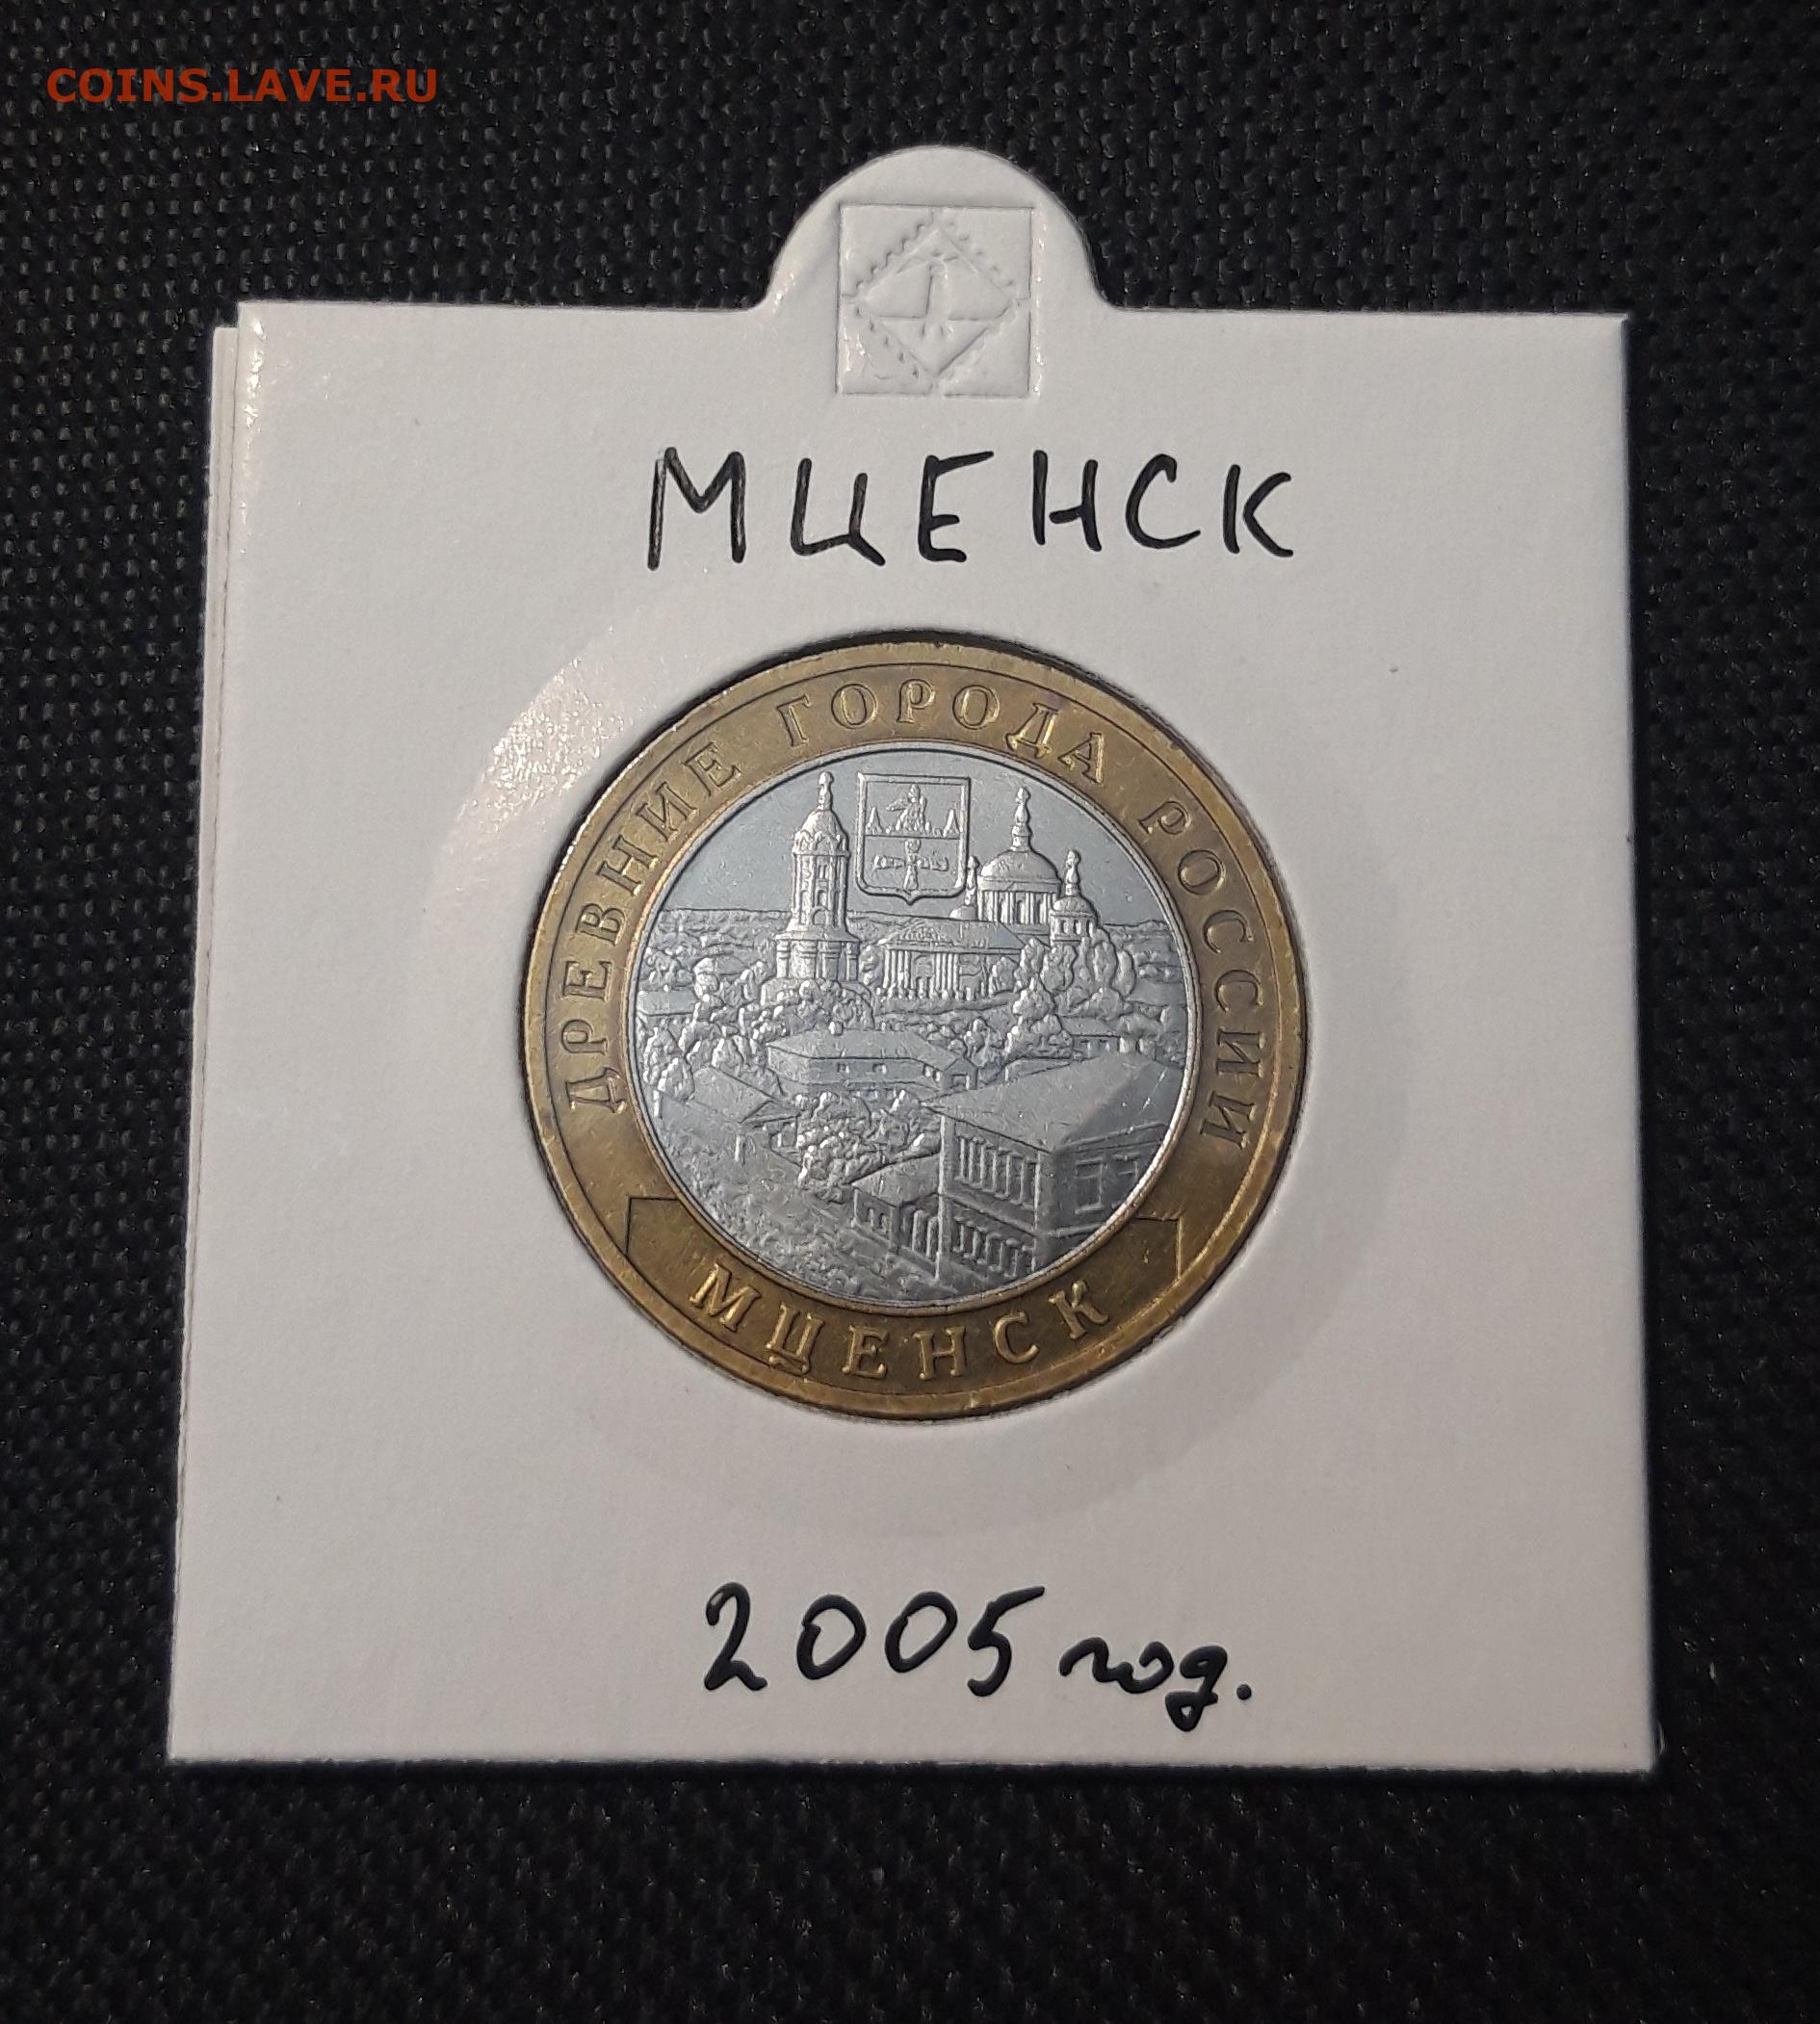 COINS.LAVE.RU
МЦЕНСК
ДРЕВНИЕ ГОРОДА РОССИИ
МЦЕНСК
2005 год.